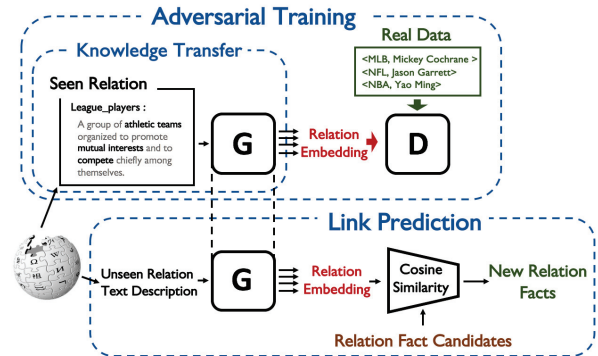 Adversarial Training
Knowledge Transfer
Seen Relation
League_players :
A group of athletic teams
organized to promote
mutual interests and to
compete chiefly among
themselves.
G
Relation
Embedding
Real Data
<MLB, Mickey Cochrane >
<NFL, Jason Garrett>
<NBA, Yao Ming>
D
Link Prediction
Unseen Relation
Text Description
G
Relation
Embedding
Cosine
Similarity
New Relation
Facts
Relation Fact Candidates